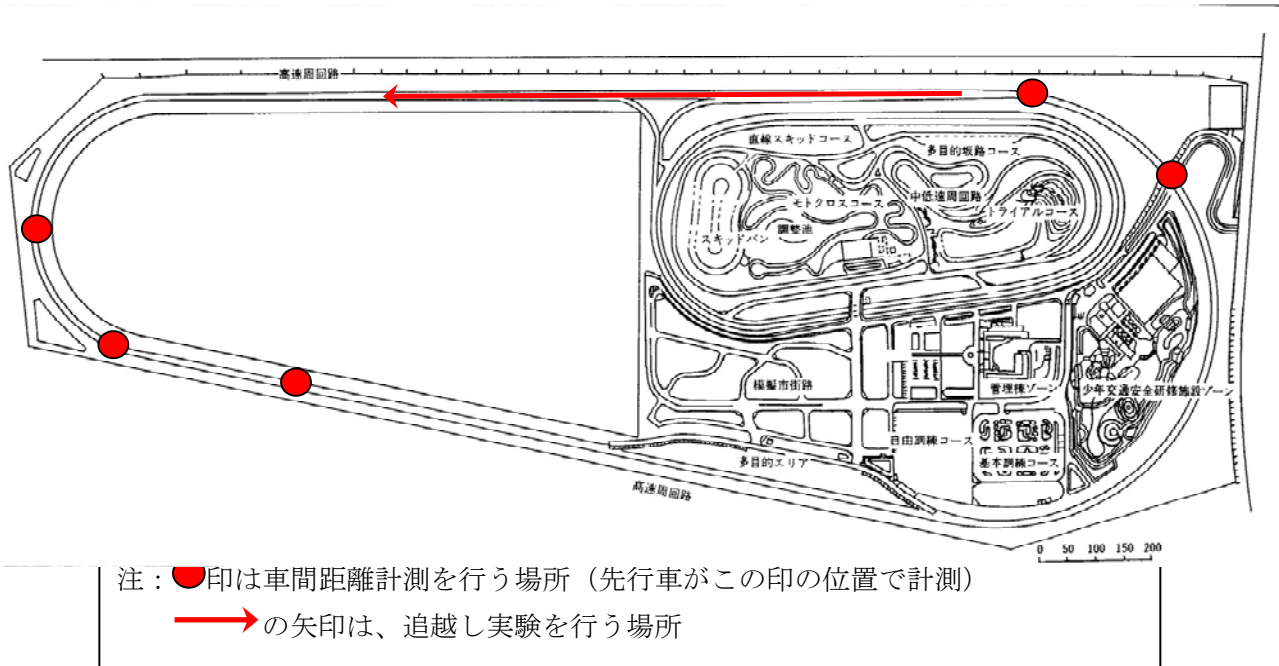 高速周回路
直線スキッドコース
多目的坂路コース
モトクロスコース
中低速周回路
トライアルコース
調整池
スキッドパン
模擬市街路
管理棟ゾーン
少年交通安全研修施設ゾーン
自由訓練コース
多目的エリア
基本訓練コース
高速周回路
0 50 100 150 200
注：印は車間距離計測を行う場所（先行車がこの印の位置で計測）
の矢印は、追越し実験を行う場所